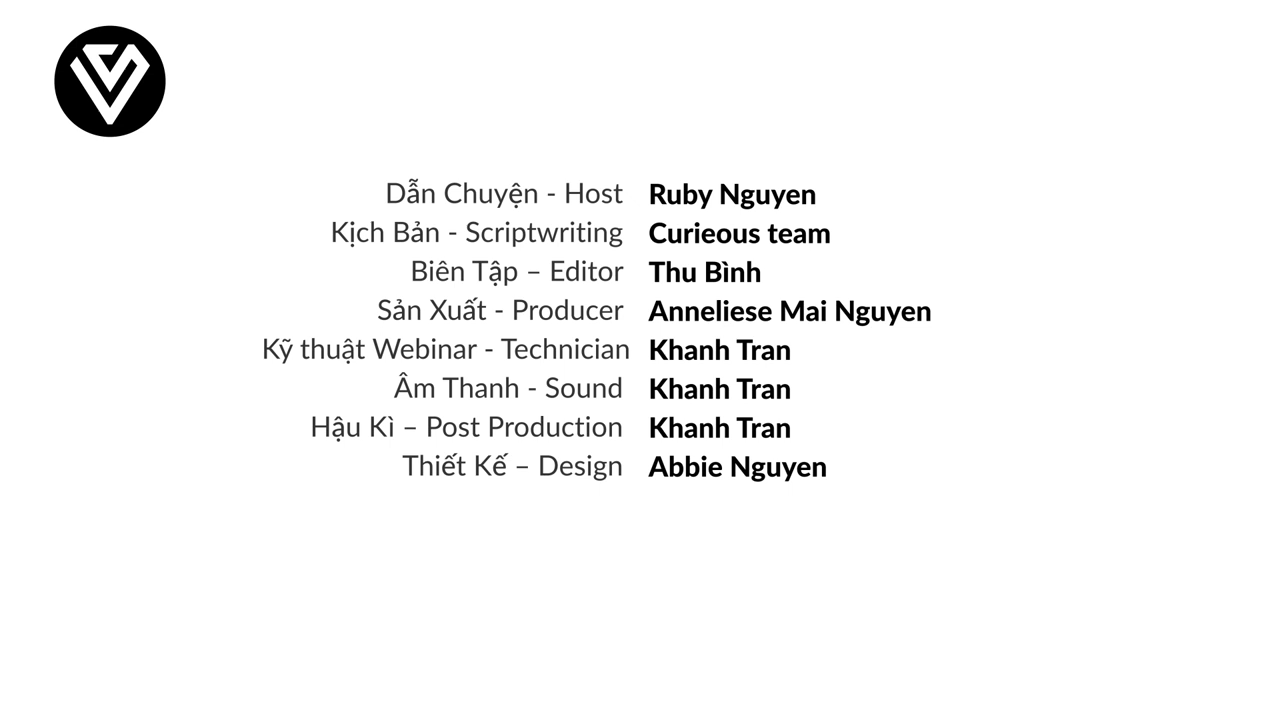 Dẫn Chuyện - Host Ruby Nguyen
Kịch Bản - Scriptwriting Curieous team
Biên Tập – Editor Thu Bình
Sản Xuất - Producer Anneliese Mai Nguyen
Kỹ thuật Webinar - Technician Khanh Tran
Âm Thanh - Sound Khanh Tran
Hậu Kì – Post Production Khanh Tran
Thiết Kế – Design Abbie Nguyen